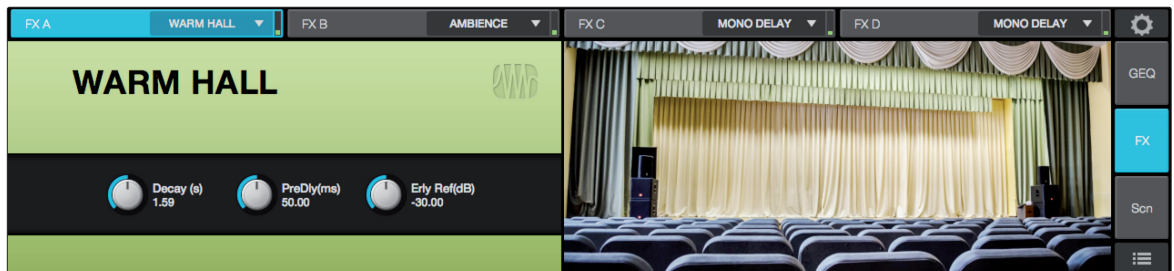 FX A WARM HALL FX B AMBIENCE FX C MONO DELAY FX D MONO DELAY
WARM HALL
GEQ
FX
Decay (s) PreDly(ms) Erly Ref(dB)
1.59 50.00 -30.00
Scn